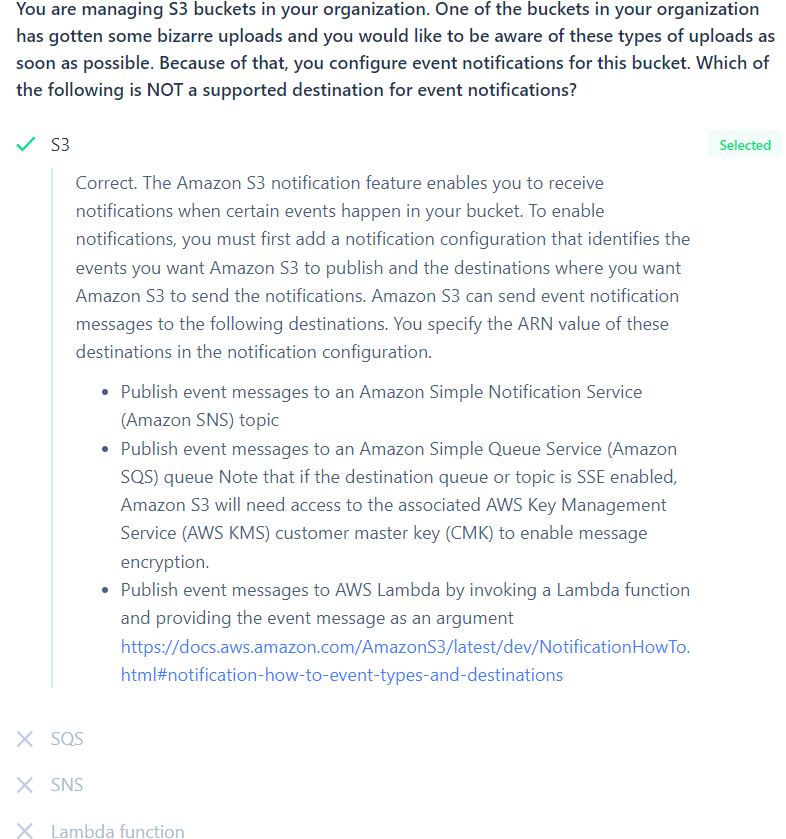 You are managing S3 buckets in your organization. One of the buckets in your organization
has gotten some bizarre uploads and you would like to be aware of these types of uploads as
soon as possible. Because of that, you configure event notifications for this bucket. Which of
the following is NOT a supported destination for event notifications?
S3
Selected
Correct. The Amazon S3 notification feature enables you to receive
notifications when certain events happen in your bucket. To enable
notifications, you must first add a notification configuration that identifies the
events you want Amazon S3 to publish and the destinations where you want
Amazon S3 to send the notifications. Amazon S3 can send event notification
messages to the following destinations. You specify the ARN value of these
destinations in the notification configuration.
• Publish event messages to an Amazon Simple Notification Service
(Amazon SNS) topic
• Publish event messages to an Amazon Simple Queue Service (Amazon
SQS) queue Note that if the destination queue or topic is SSE enabled,
Amazon S3 will need access to the associated AWS Key Management
Service (AWS KMS) customer master key (CMK) to enable message
encryption.
• Publish event messages to AWS Lambda by invoking a Lambda function
and providing the event message as an argument
https://docs.aws.amazon.com/AmazonS3/latest/dev/NotificationHowTo.
html#notification-how-to-event-types-and-destinations
SQS
SNS
Lambda function